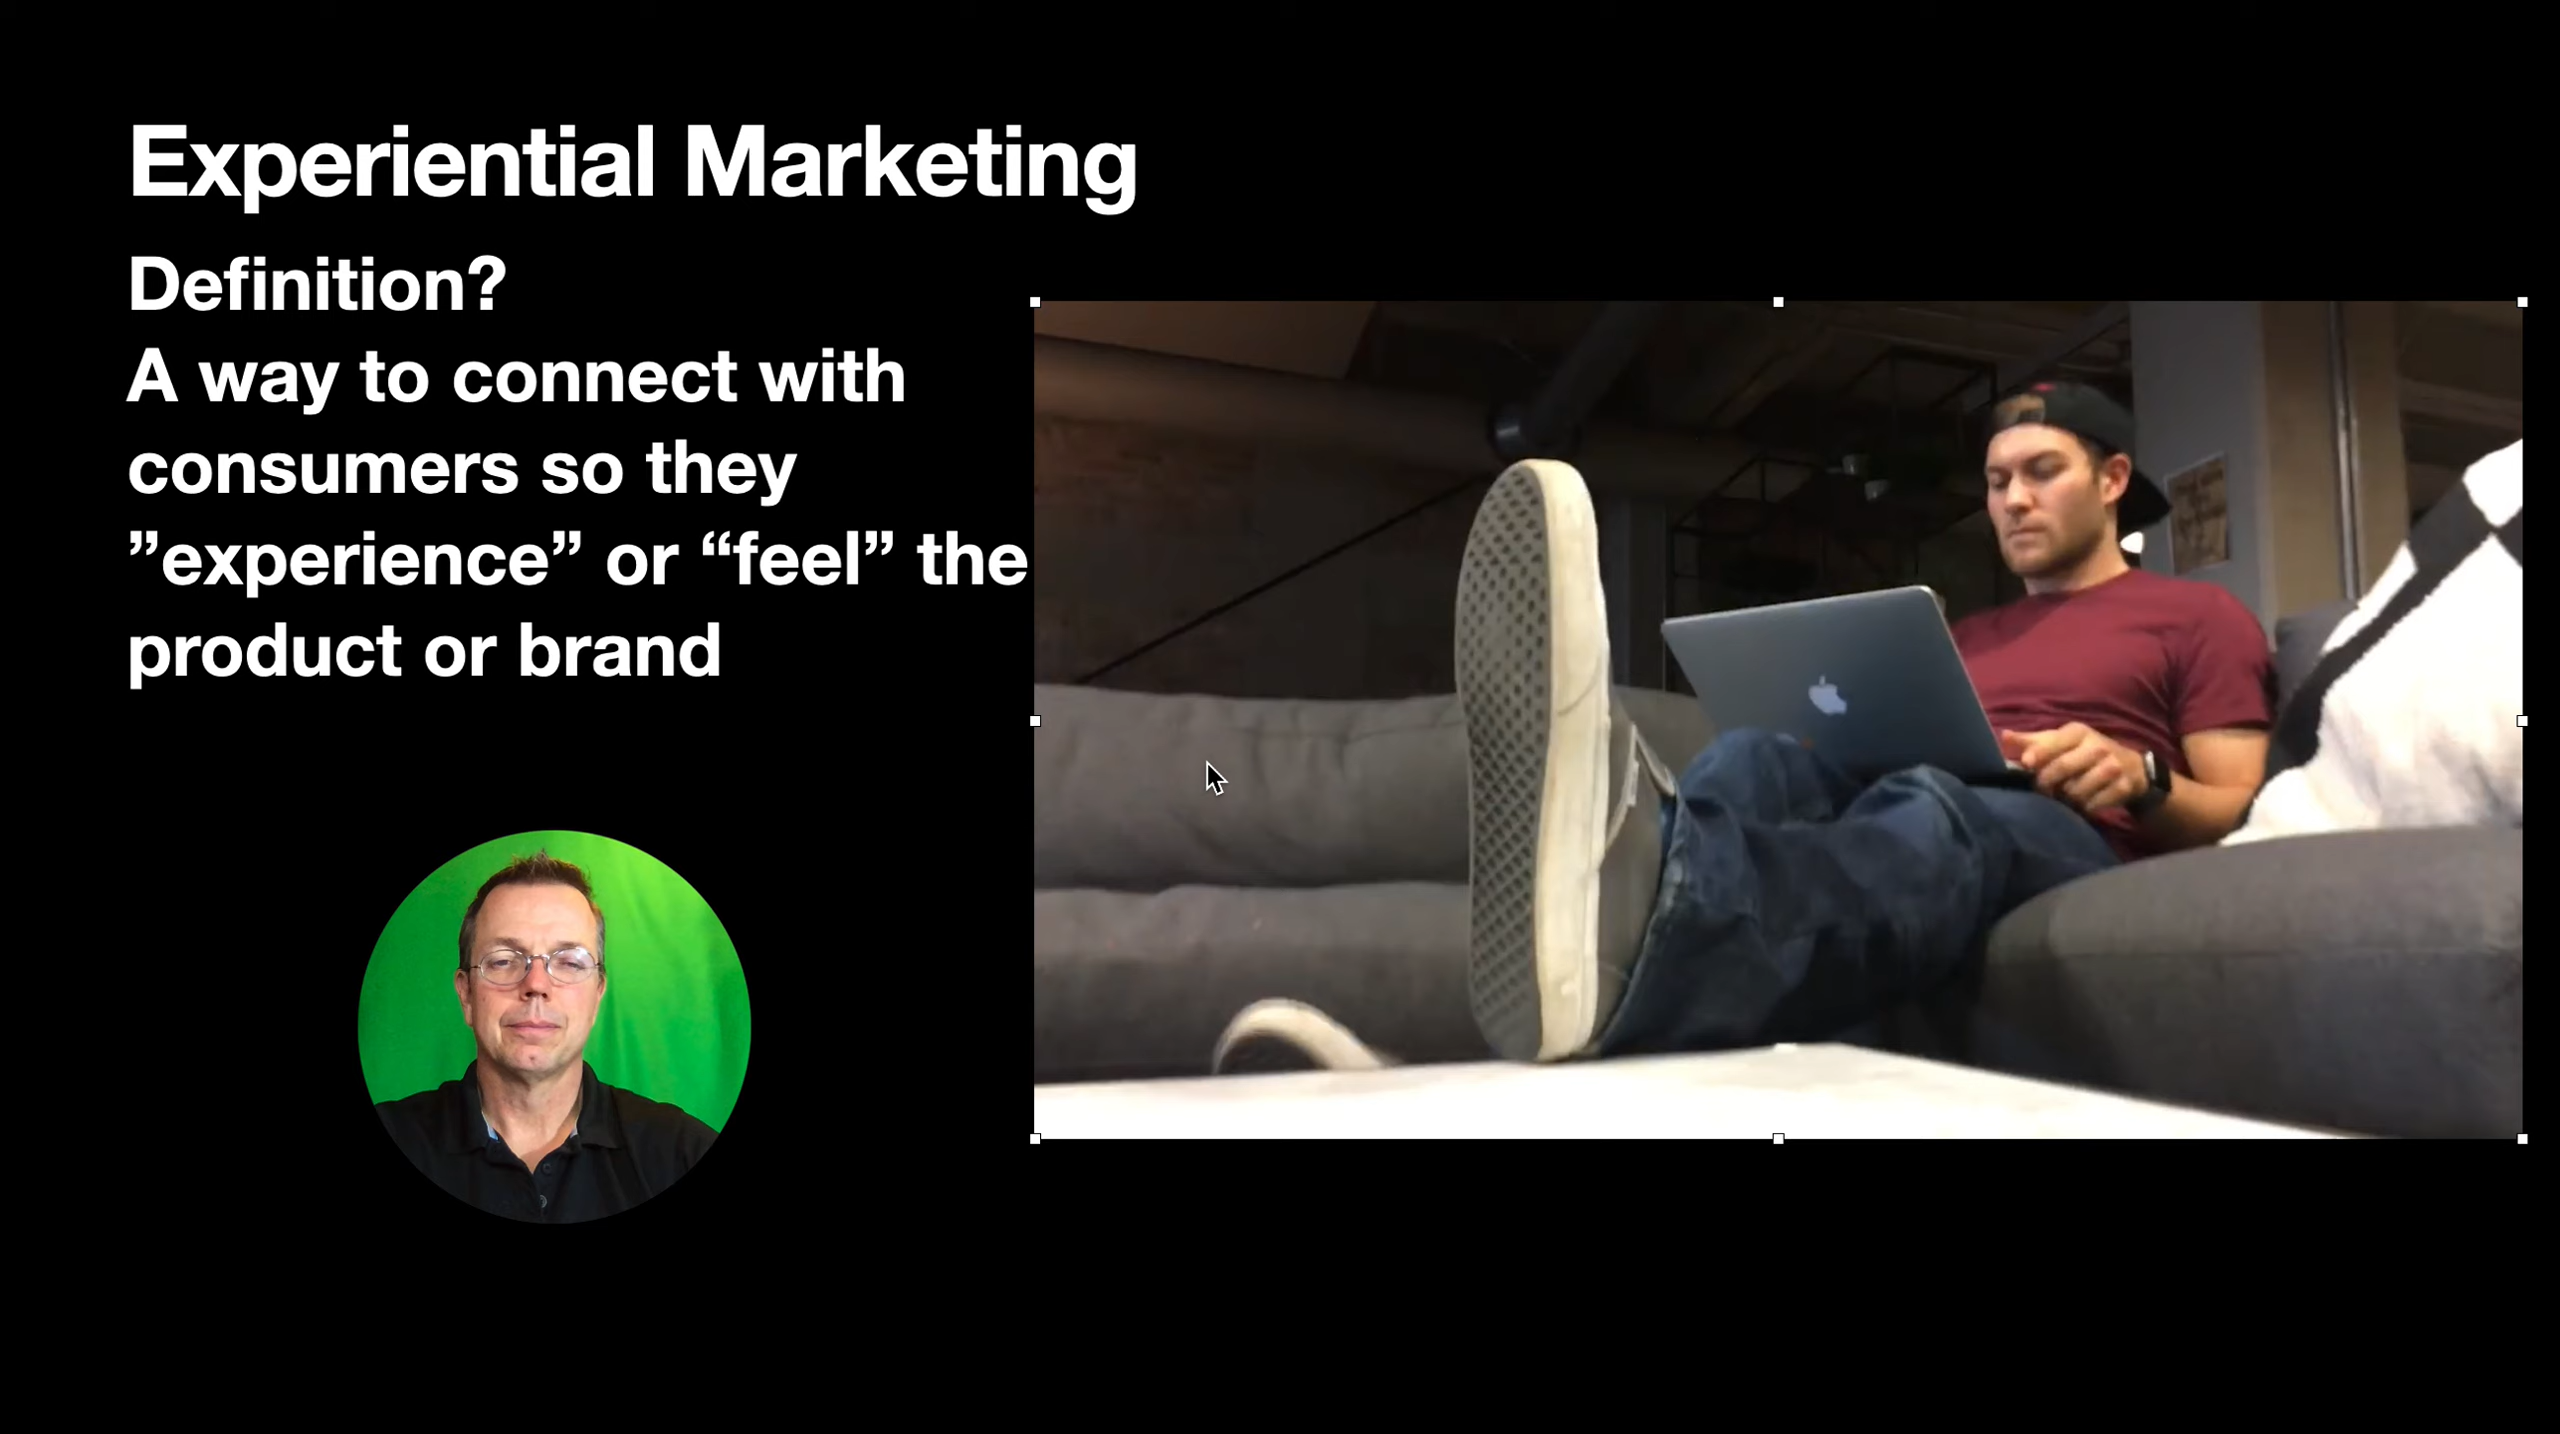 Experiential Marketing
Definition?
A way to connect with
consumers so they
”experience” or “feel” the
product or brand